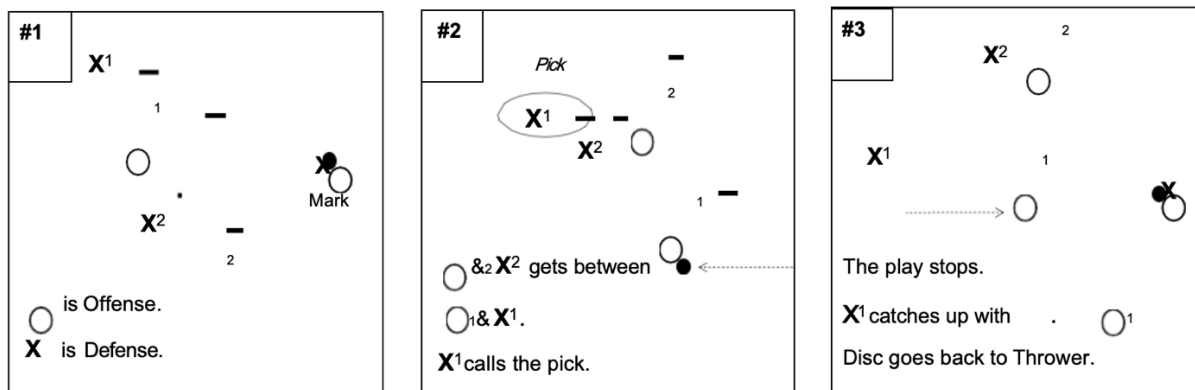 #1
X1
1
X
Mark
X2
2
is Offense.
X is Defense.
#2
Pick
2
X1
X2
1
&2 X2 gets between
1& X1.
X1 calls the pick.
#3
2
X2
X1
1
X
The play stops.
X1 catches up with . 1
Disc goes back to Thrower.